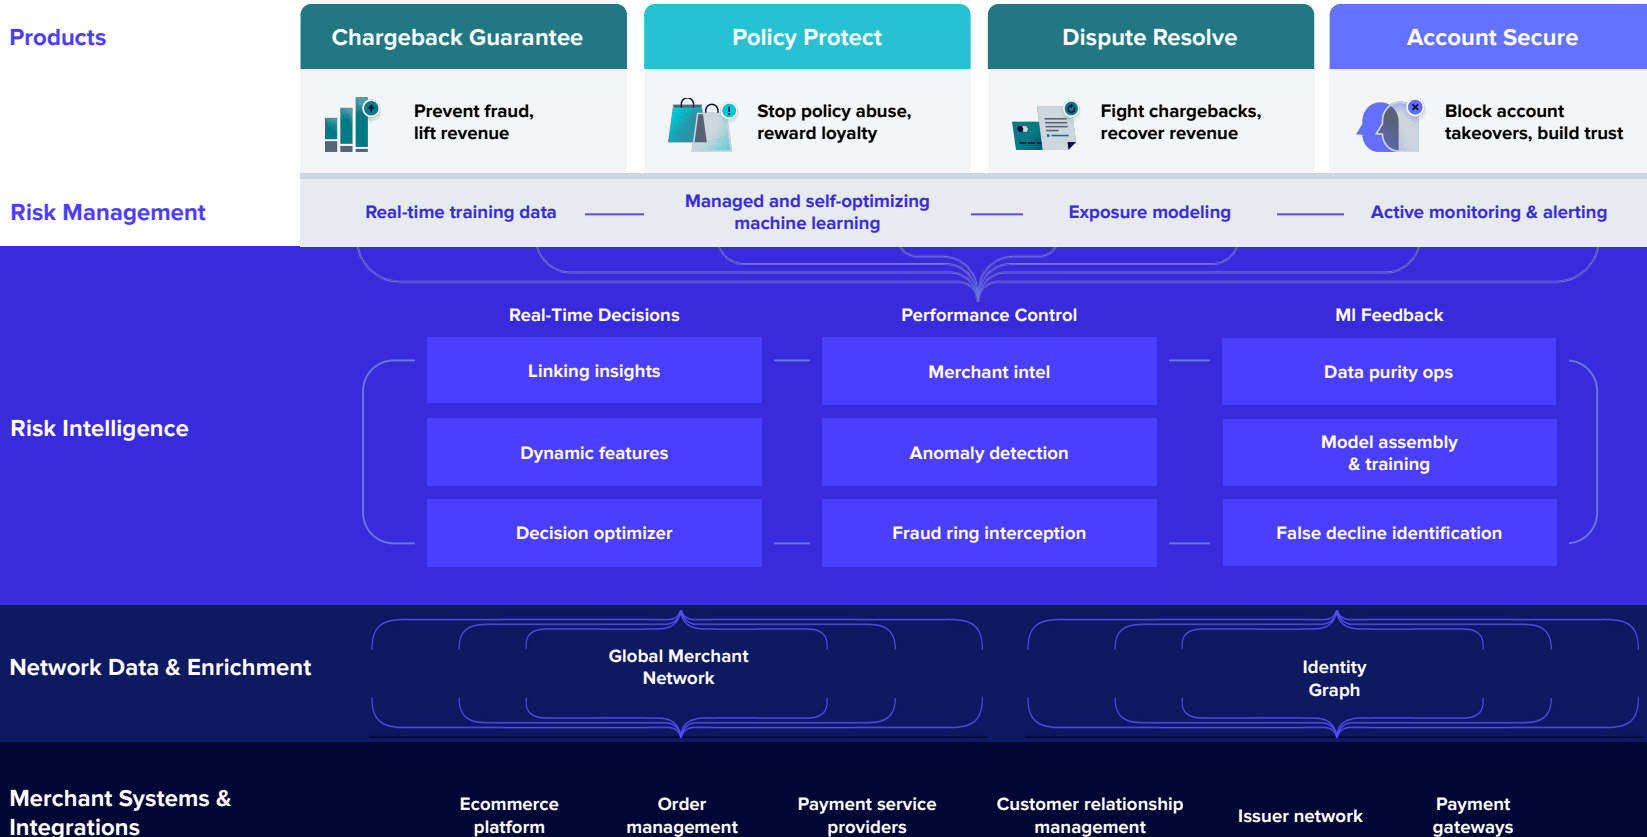 Products
Chargeback Guarantee
Policy Protect
Dispute Resolve
Account Secure
Prevent fraud,
lift revenue
Stop policy abuse,
reward loyalty
Fight chargebacks,
recover revenue
Block account
takeovers, build trust
Risk Management
Real-time training data
Managed and self-optimizing
machine learning
Exposure modeling
Active monitoring & alerting
Risk Intelligence
Real-Time Decisions
Performance Control
MI Feedback
Linking insights
Merchant intel
Data purity ops
Dynamic features
Anomaly detection
Model assembly
& training
Decision optimizer
Fraud ring interception
False decline identification
Network Data & Enrichment
Global Merchant
Network
Identity
Graph
Merchant Systems &
Integrations
Ecommerce
platform
Order
management
Payment service
providers
Customer relationship
management
Issuer network
Payment
gateways